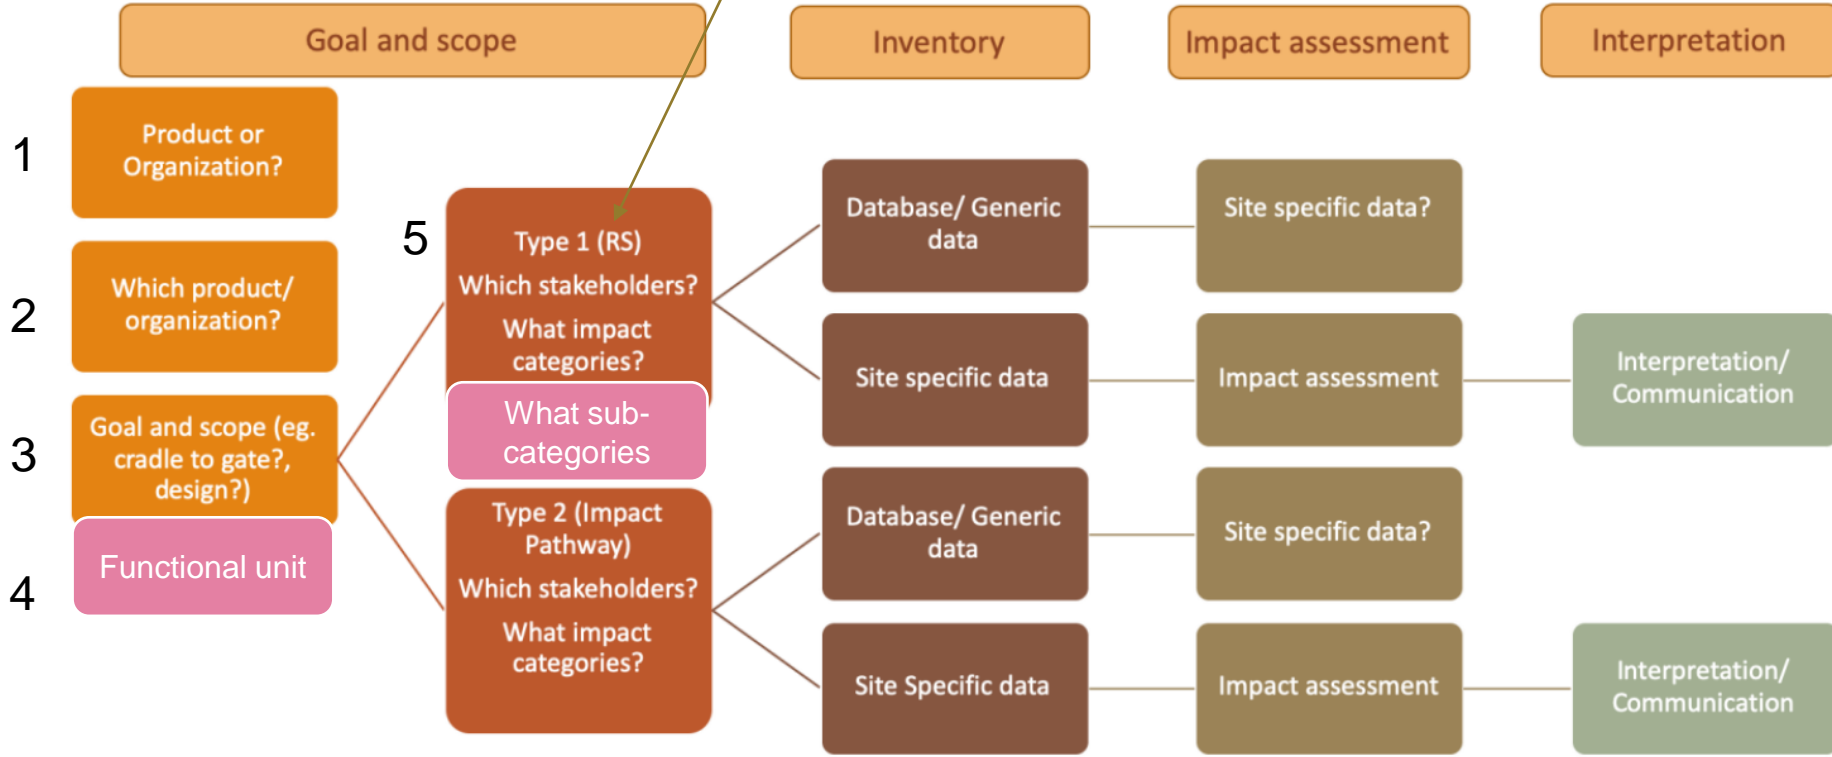 Goal and scope
Inventory
Impact assessment
Interpretation
1
Product or
Organization?
2
Which product/
organization?
3
Goal and scope (eg.
cradle to gate?,
design?)
4
Functional unit
5
Type 1 (RS)
Which stakeholders?
What impact
categories?
What sub-
categories
Type 2 (Impact
Pathway)
Which stakeholders?
What impact
categories?
Database/ Generic
data
Site specific data?
Site specific data
Impact assessment
Interpretation/
Communication
Database/ Generic
data
Site specific data?
Site Specific data
Impact assessment
Interpretation/
Communication